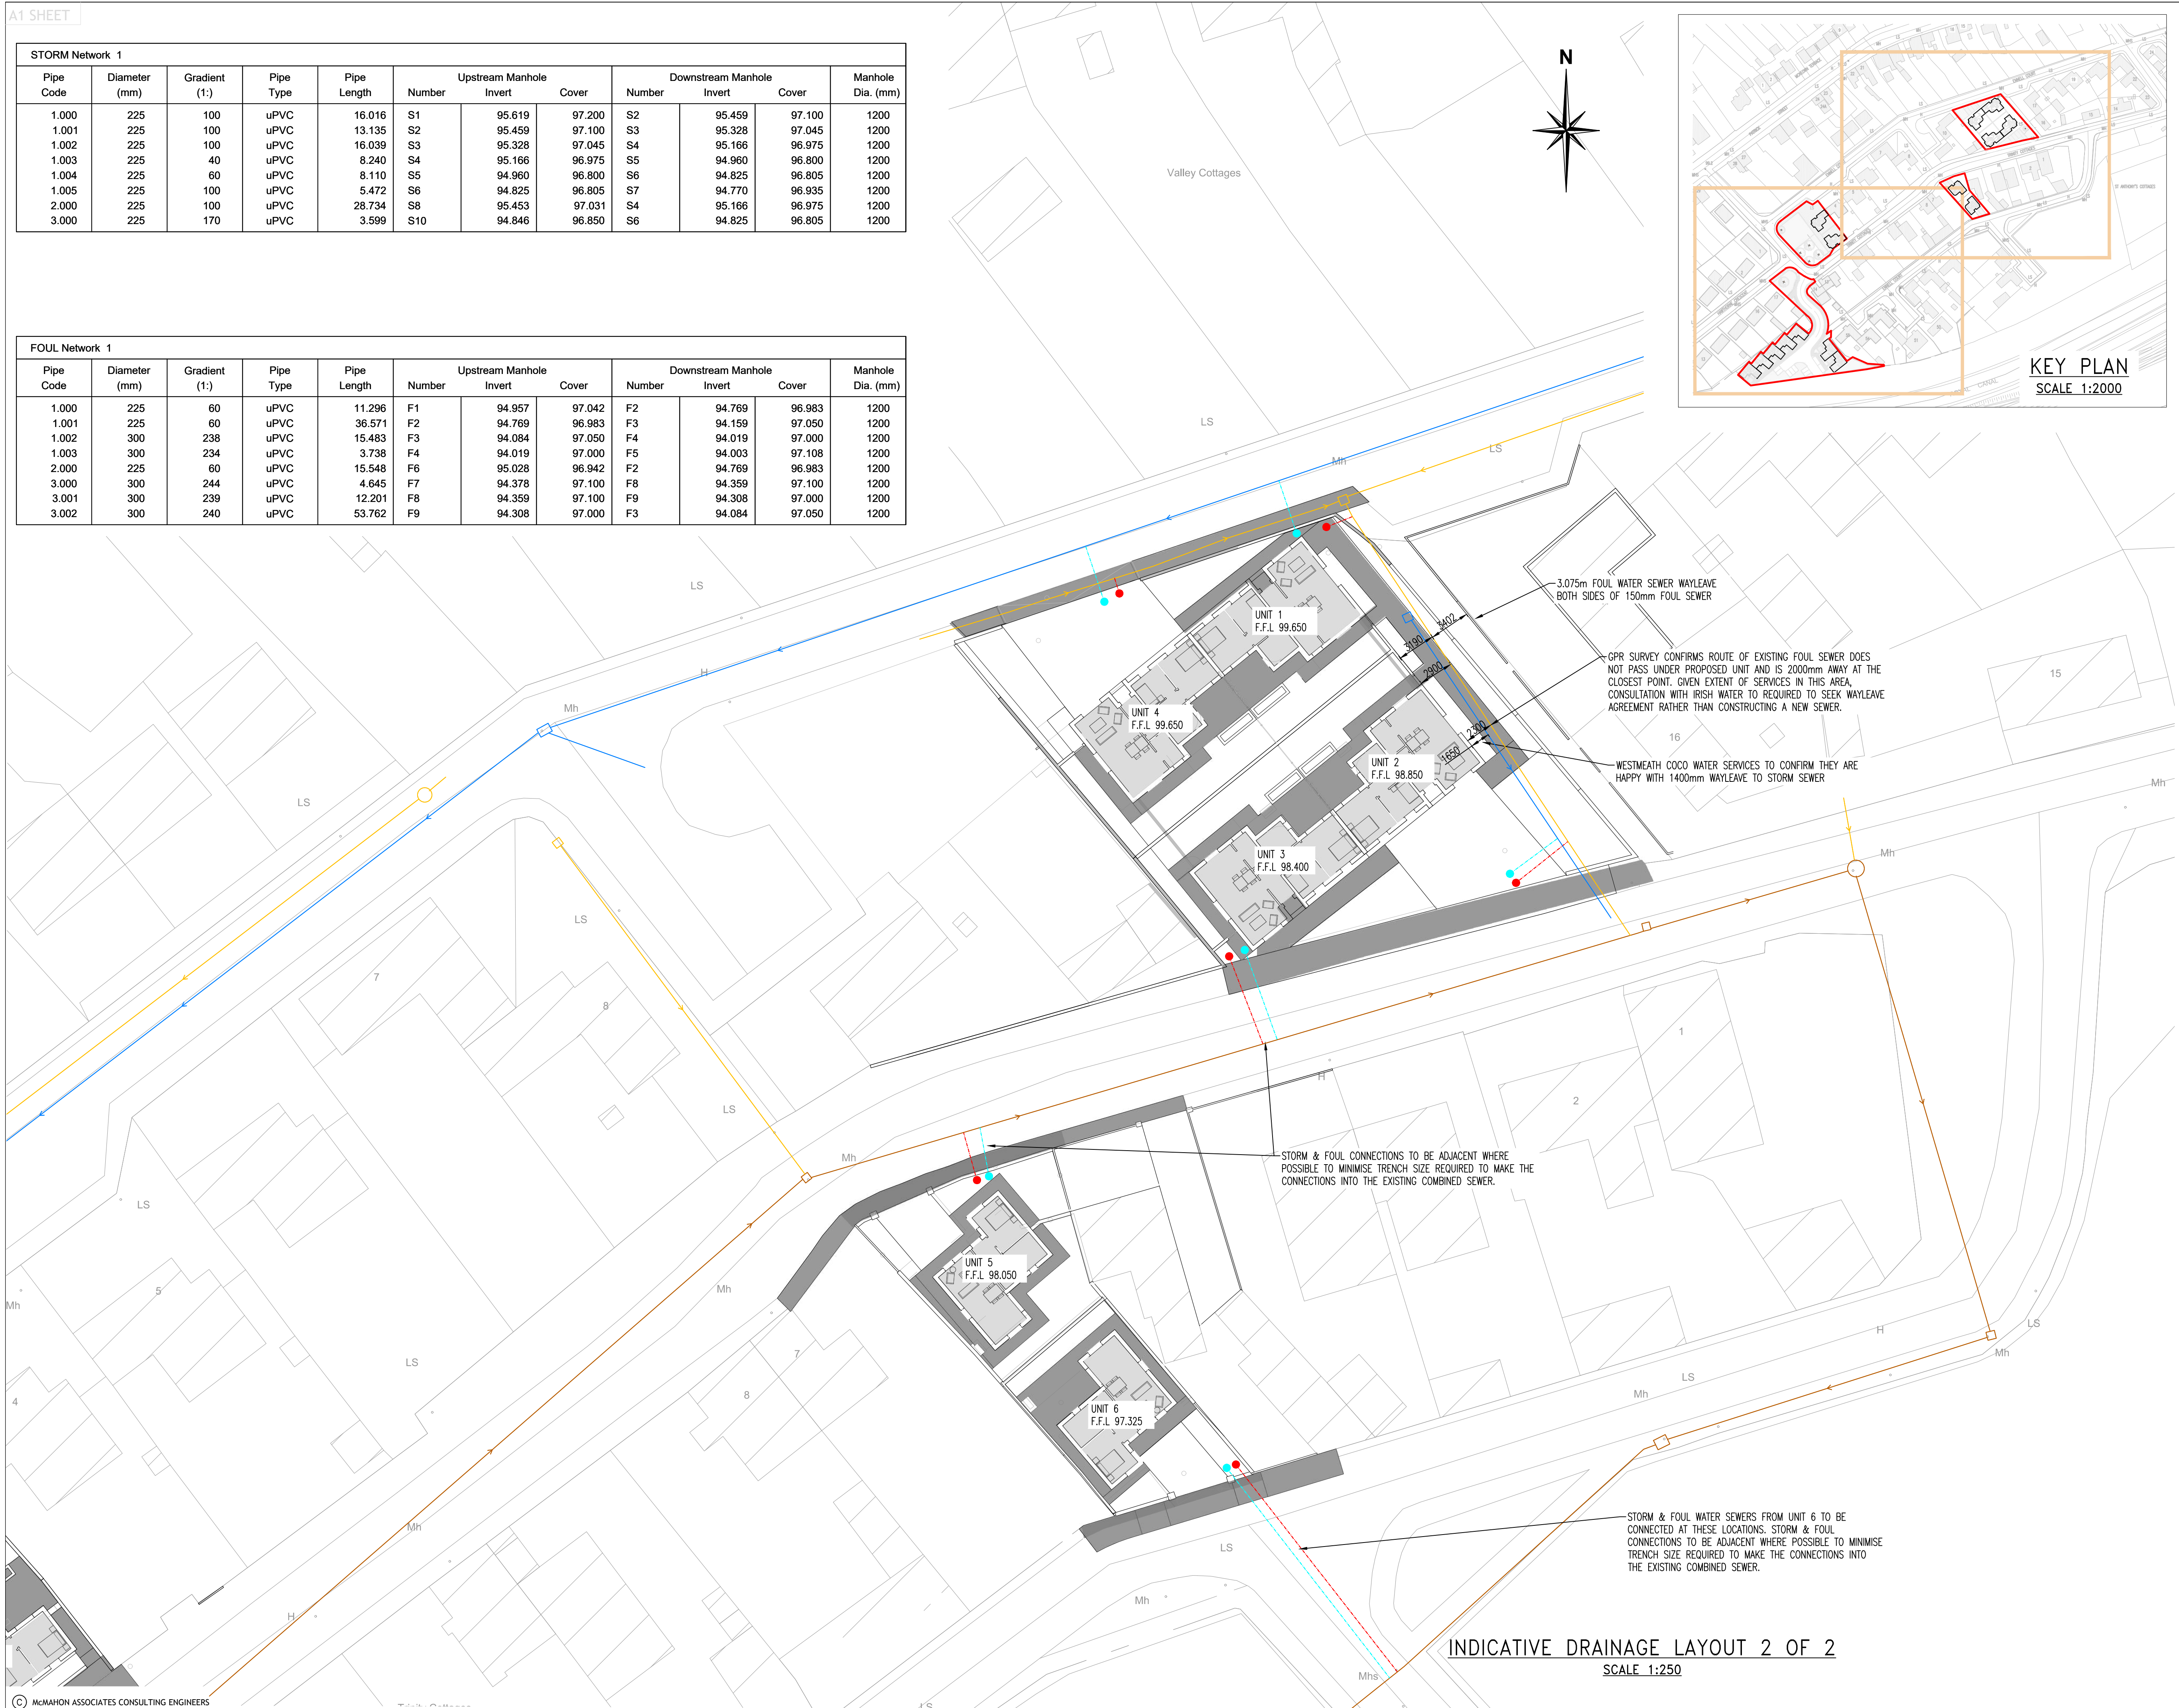 A1 SHEET
STORM Network 1
Pipe Code Diameter (mm) Gradient (1:) Pipe Type Pipe Length Upstream Manhole Number Invert Cover Downstream Manhole Number Invert Cover Manhole Dia. (mm)
1.000 225 100 uPVC 16.016 S1 95.619 97.200 S2 95.459 97.100 1200
1.001 225 100 uPVC 13.135 S2 95.459 97.100 S3 95.328 97.045 1200
1.002 225 100 uPVC 16.039 S3 95.328 97.045 S4 95.166 96.975 1200
1.003 225 40 uPVC 8.240 S4 95.166 96.975 S5 94.960 96.800 1200
1.004 225 60 uPVC 8.110 S5 94.960 96.800 S6 94.825 96.805 1200
1.005 225 100 uPVC 5.472 S6 94.825 96.805 S7 94.770 96.935 1200
2.000 225 100 uPVC 28.734 S8 95.453 97.031 S4 95.166 96.975 1200
3.000 225 170 uPVC 3.599 S10 94.846 96.850 S6 94.825 96.805 1200
FOUL Network 1
Pipe Code Diameter (mm) Gradient (1:) Pipe Type Pipe Length Upstream Manhole Number Invert Cover Downstream Manhole Number Invert Cover Manhole Dia. (mm)
1.000 225 60 uPVC 11.296 F1 94.957 97.042 F2 94.769 96.983 1200
1.001 225 60 uPVC 36.571 F2 94.769 96.983 F3 94.159 97.050 1200
1.002 300 238 uPVC 15.483 F3 94.084 97.050 F4 94.019 97.000 1200
1.003 300 234 uPVC 3.738 F4 94.019 97.000 F5 94.003 97.108 1200
2.000 225 60 uPVC 15.548 F6 95.028 96.942 F2 94.769 96.983 1200
3.000 300 244 uPVC 4.645 F7 94.378 97.100 F8 94.359 97.100 1200
3.001 300 239 uPVC 12.201 F8 94.359 97.100 F9 94.308 97.000 1200
3.002 300 240 uPVC 53.762 F9 94.308 97.000 F3 94.084 97.050 1200
N
Valley Cottages
KEY PLAN
SCALE 1:2000
LS
LS
Mh
LS
3.075m FOUL WATER SEWER WAYLEAVE
BOTH SIDES OF 150mm FOUL SEWER
UNIT 1
F.F.L 99.650
3402
3190
2900
GPR SURVEY CONFIRMS ROUTE OF EXISTING FOUL SEWER DOES
NOT PASS UNDER PROPOSED UNIT AND IS 2000mm AWAY AT THE
CLOSEST POINT. GIVEN EXTENT OF SERVICES IN THIS AREA,
CONSULTATION WITH IRISH WATER TO REQUIRED TO SEEK WAYLEAVE
AGREEMENT RATHER THAN CONSTRUCTING A NEW SEWER.
15
H
Mh
UNIT 4
F.F.L 99.650
2300
1650
16
UNIT 2
F.F.L 98.850
WESTMEATH COCO WATER SERVICES TO CONFIRM THEY ARE
HAPPY WITH 1400mm WAYLEAVE TO STORM SEWER
Mh
LS
UNIT 3
F.F.L 98.400
Mh
LS
7
8
1
H
2
LS
Mh
STORM & FOUL CONNECTIONS TO BE ADJACENT WHERE
POSSIBLE TO MINIMISE TRENCH SIZE REQUIRED TO MAKE THE
CONNECTIONS INTO THE EXISTING COMBINED SEWER.
LS
UNIT 5
F.F.L 98.050
Mh
5
Mh
7
LS
8
4
H
LS
Mh
LS
Mh
UNIT 6
F.F.L 97.325
Mh
LS
STORM & FOUL WATER SEWERS FROM UNIT 6 TO BE
CONNECTED AT THESE LOCATIONS. STORM & FOUL
CONNECTIONS TO BE ADJACENT WHERE POSSIBLE TO MINIMISE
TRENCH SIZE REQUIRED TO MAKE THE CONNECTIONS INTO
THE EXISTING COMBINED SEWER.
Mh
H
INDICATIVE DRAINAGE LAYOUT 2 OF 2
SCALE 1:250
Mhs
LS
Trinity Cottages
© McMAHON ASSOCIATES CONSULTING ENGINEERS